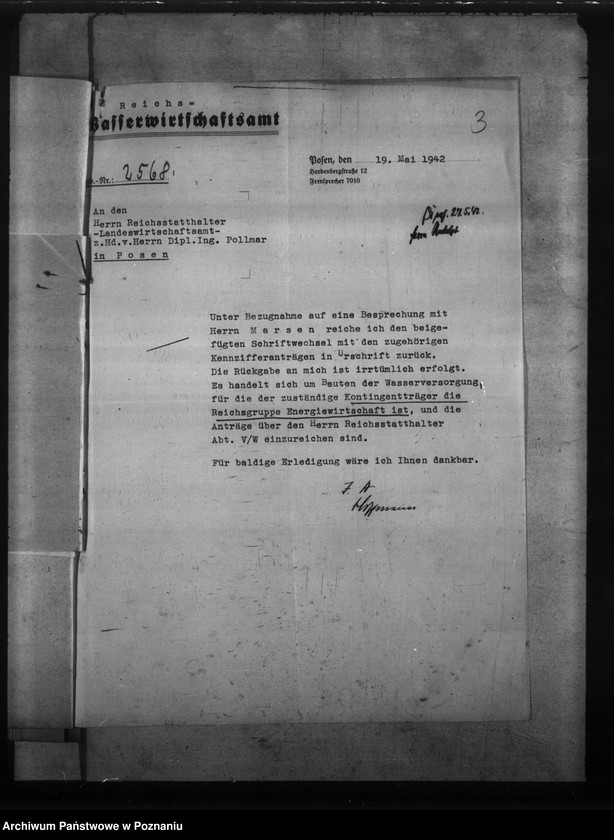 Reichs=
Wasserwirtschaftsamt
3
-Nr.: 2568.
Posen, den 19. Mai 1942
Hardenbergstraße 12
Fernsprecher 7010
An den
Herrn Reichsstatthalter
-Landeswirtschaftsamt-
z.Hd.v.Herrn Dipl.Ing. Pollmar
in Posen
27.5.42.
Unter Bezugnahme auf eine Besprechung mit
Herrn Marsen reiche ich den beige-
fügten Schriftwechsel mit den zugehörigen
Kennzifferanträgen in Urschrift zurück.
Die Rückgabe an mich ist irrtümlich erfolgt.
Es handelt sich um Bauten der Wasserversorgung,
für die der zuständige Kontingentträger die
Reichsgruppe Energiewirtschaft ist, und die
Anträge über den Herrn Reichsstatthalter
Abt. V/W einzureichen sind.
Für baldige Erledigung wäre ich Ihnen dankbar.
J. A
Archiwum Państwowe w Poznaniu